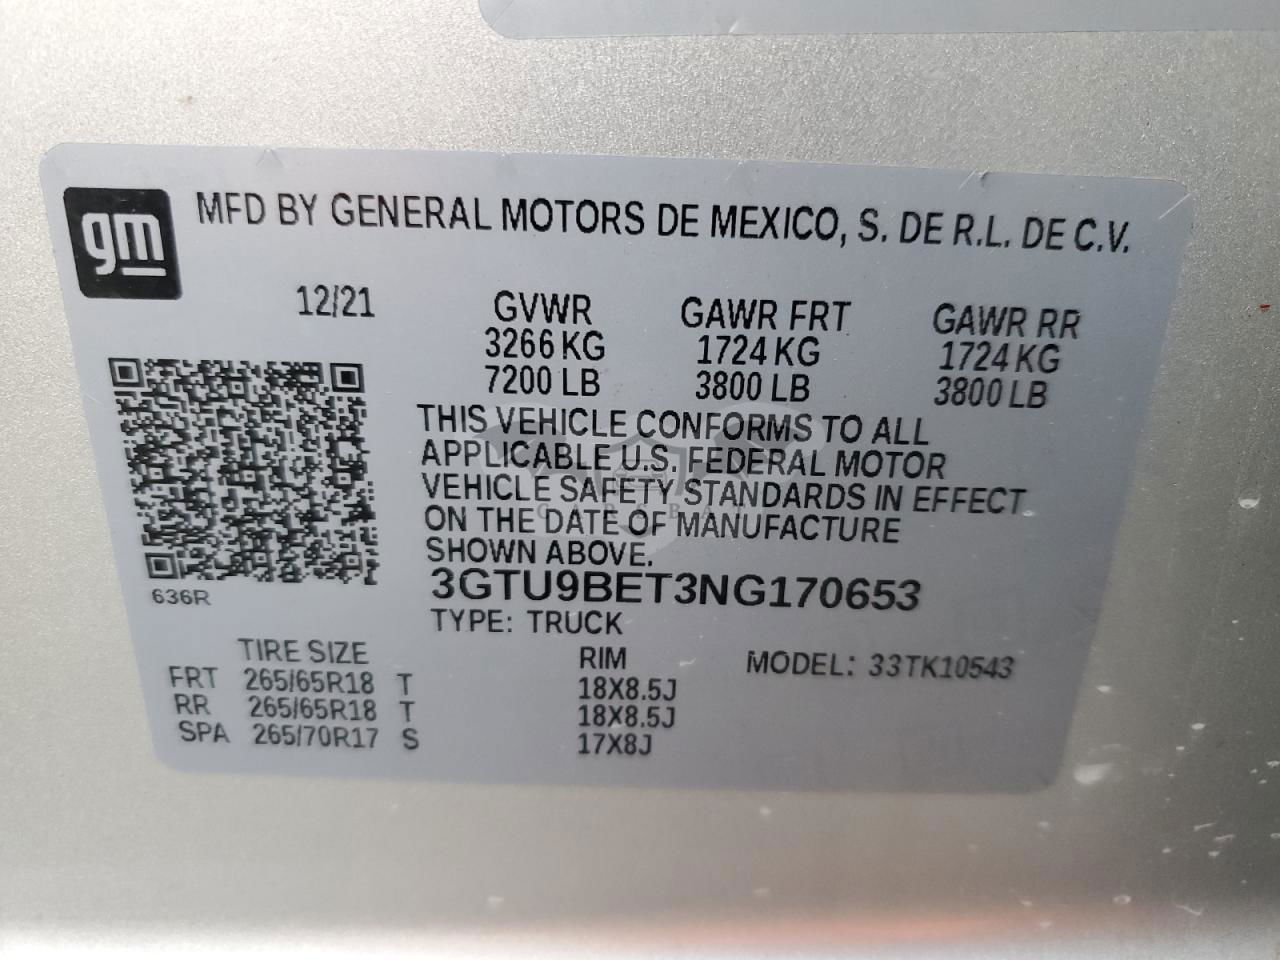 gm
MFD BY GENERAL MOTORS DE MEXICO, S. DE R.L. DE C.V.
12/21
GVWR GAWR FRT GAWR RR
3266 KG 1724 KG 1724 KG
7200 LB 3800 LB 3800 LB
THIS VEHICLE CONFORMS TO ALL
APPLICABLE U.S. FEDERAL MOTOR
VEHICLE SAFETY STANDARDS IN EFFECT
ON THE DATE OF MANUFACTURE
SHOWN ABOVE.
636R
3GTU9BET3NG170653
TYPE: TRUCK
TIRE SIZE RIM MODEL: 33TK10543
FRT 265/65R18 T 18X8.5J
RR 265/65R18 T 18X8.5J
SPA 265/70R17 S 17X8J